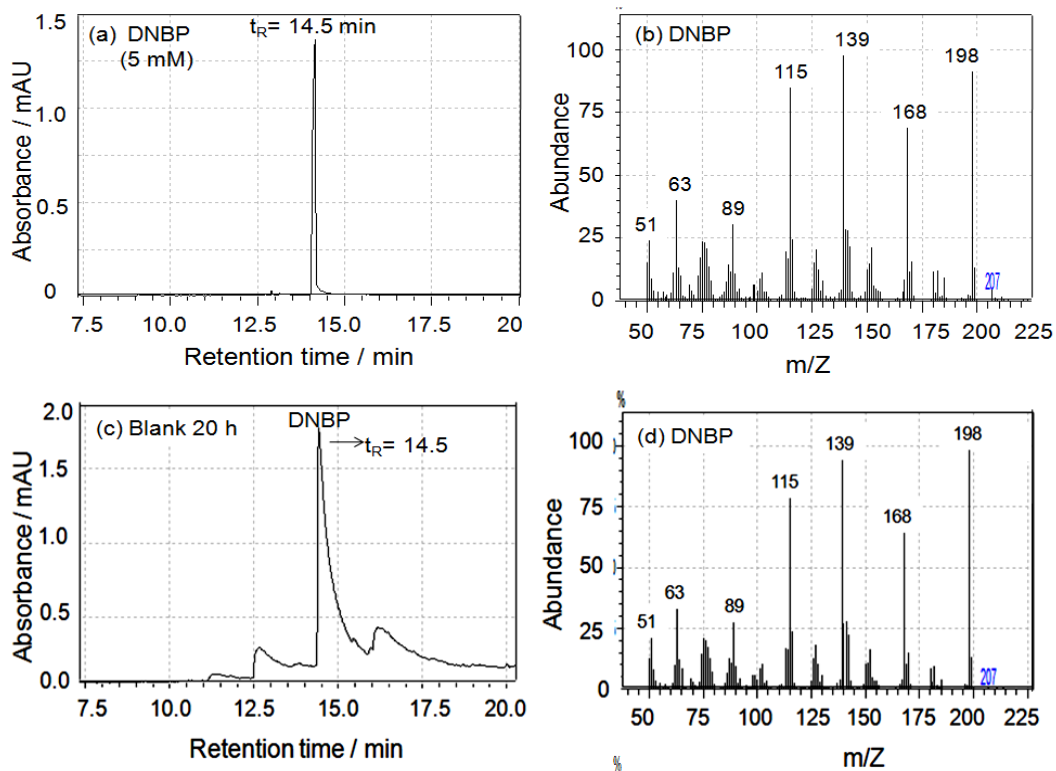 (a) DNBP
(5 mM)
tR= 14.5 min
1.5
1.0
0.5
0
Absorbance / mAU
7.5 10.0 12.5 15.0 17.5 20
Retention time / min
(b) DNBP
100
75
50
25
0
Abundance
51
63
89
115
139
168
198
207
50 75 100 125 150 175 200 225
m/Z
(c) Blank 20 h
DNBP
tR= 14.5
2.0
1.5
1.0
0.5
0.0
Absorbance / mAU
7.5 10.0 12.5 15.0 17.5 20.0
Retention time / min
%
(d) DNBP
100
75
50
25
0
Abundance
51
63
89
115
139
168
198
207
50 75 100 125 150 175 200 225
m/Z
%